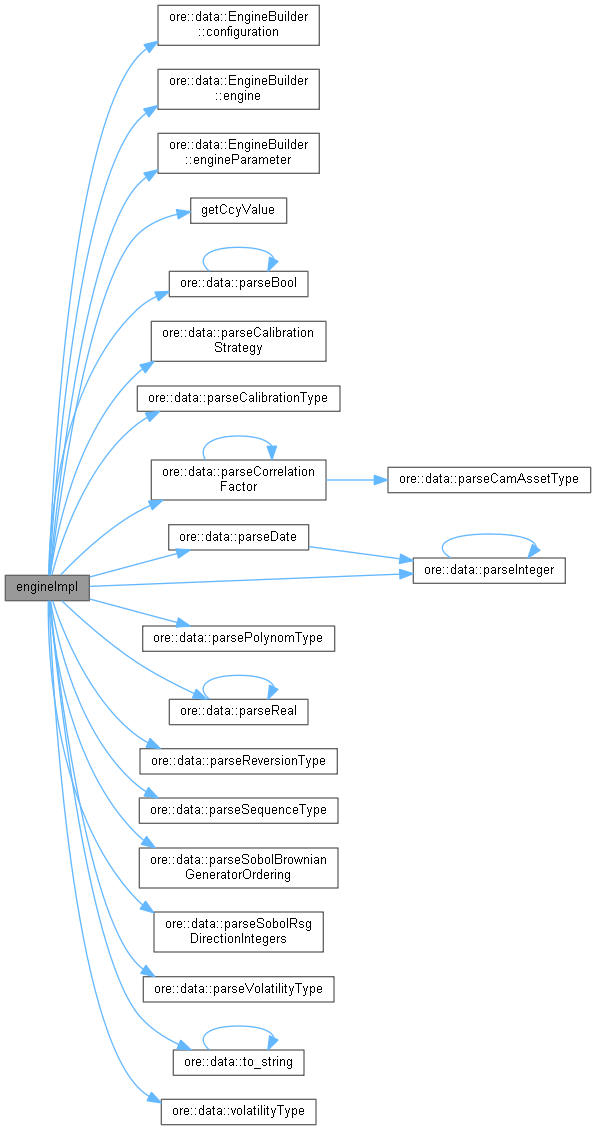 ore::data::EngineBuilder
::configuration
ore::data::EngineBuilder
::engine
ore::data::EngineBuilder
::engineParameter
getCcyValue
ore::data::parseBool
ore::data::parseCalibration
Strategy
ore::data::parseCalibrationType
ore::data::parseCorrelation
Factor
ore::data::parseCamAssetType
ore::data::parseDate
ore::data::parseInteger
engineImpl
ore::data::parsePolynomType
ore::data::parseReal
ore::data::parseReversionType
ore::data::parseSequenceType
ore::data::parseSobolBrownian
GeneratorOrdering
ore::data::parseSobolRsg
DirectionIntegers
ore::data::parseVolatilityType
ore::data::to_string
ore::data::volatilityType